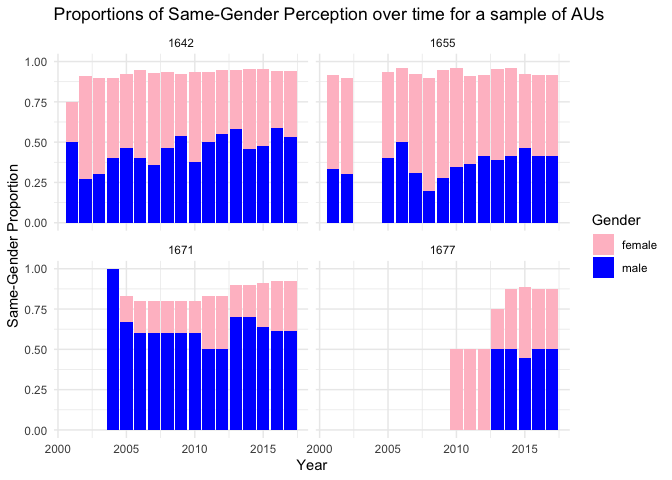 Proportions of Same-Gender Perception over time for a sample of AUs
1642
1655
1.00
0.75
0.50
0.25
0.00
1671
1677
1.00
0.75
0.50
0.25
0.00
2000 2005 2010 2015 2000 2005 2010 2015
Year
Same-Gender Proportion
Gender
female
male